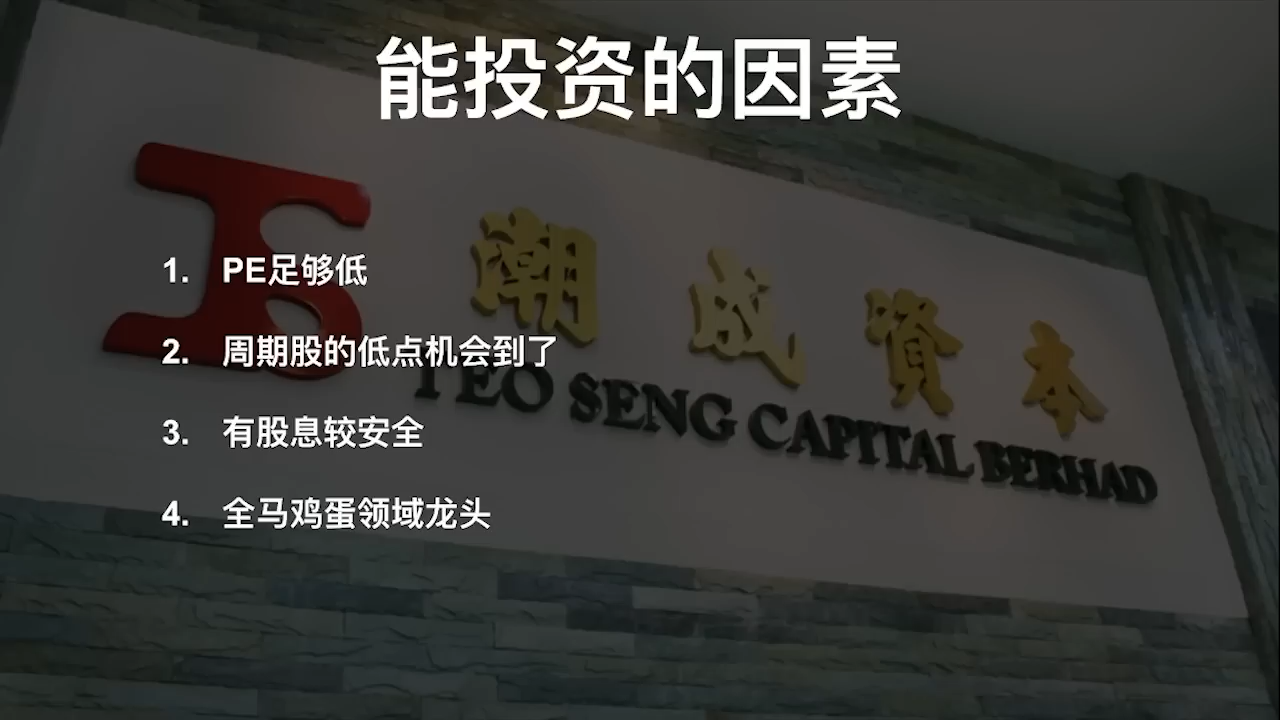 能投资的因素
1. PE足够低
2. 周期股的低点机会到了
3. 有股息较安全
4. 全马鸡蛋领域龙头
TS
潮成資本
TEO SENG CAPITAL BERHAD